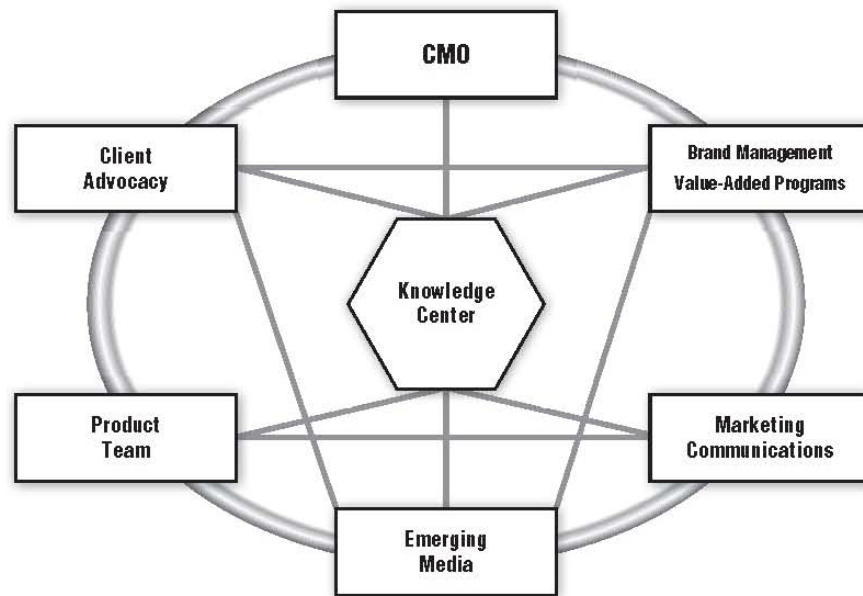 CMO
Client
Advocacy
Brand Management
Value-Added Programs
Knowledge
Center
Product
Team
Marketing
Communications
Emerging
Media